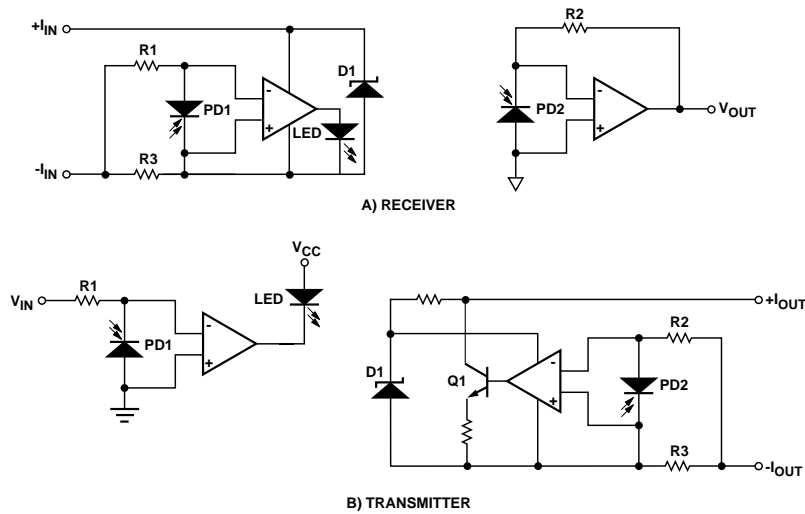 +IIN
R1
PD1
-
+
LED
D1
-IIN
R3
R2
PD2
-
+
VOUT
A) RECEIVER
VIN
R1
PD1
-
+
VCC
LED
+IOUT
D1
Q1
-
+
R2
PD2
R3
-IOUT
B) TRANSMITTER